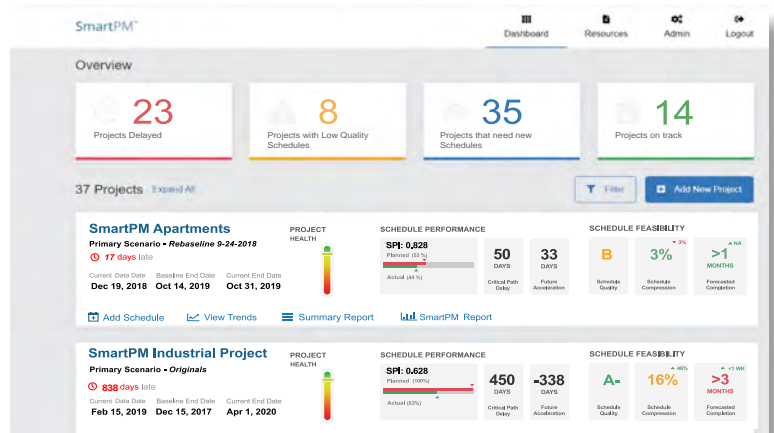 SmartPM™
Dashboard
Resources
Admin
Logout
Overview
23
Projects Delayed
8
Projects with Low Quality
Schedules
35
Projects that need new
Schedules
14
Projects on track
37 Projects Expand All
Filter
Add New Project
SmartPM Apartments
Primary Scenario - Rebaseline 9-24-2018
17 days late
Current Data Date Baseline End Date Current End Date
Dec 19, 2018 Oct 14, 2019 Oct 31, 2019
PROJECT
HEALTH
SCHEDULE PERFORMANCE
SPI: 0,828
Planned (53 %)
Actual (44 %)
50
DAYS
Critical Path
Delay
33
DAYS
Future
Acceleration
SCHEDULE FEASIBILITY
B
Schedule
Quality
3%
3%
Schedule
Compression
NA
>1
MONTHS
Forecasted
Completion
Add Schedule
View Trends
Summary Report
SmartPM Report
SmartPM Industrial Project
Primary Scenario - Originals
838 days late
Current Data Date Baseline End Date Current End Date
Feb 15, 2019 Dec 15, 2017 Apr 1, 2020
PROJECT
HEALTH
SCHEDULE PERFORMANCE
SPI: 0.628
Planned (100%)
Actual (63%)
450
DAYS
Critical Path
Delay
-338
DAYS
Future
Acceleration
SCHEDULE FEASIBILITY
A-
Schedule
Quality
46%
16%
Schedule
Compression
<1 WK
>3
MONTHS
Forecasted
Completion